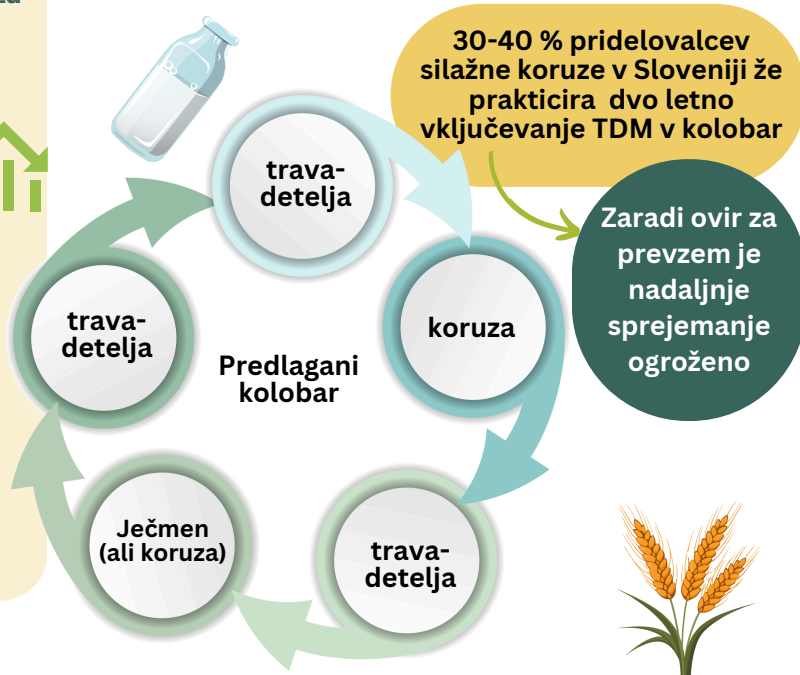 30-40 % pridelovalcev
silažne koruze v Sloveniji že
prakticira dvo letno
vključevanje TDM v kolobar
Zaradi ovir za
prevzem je
nadaljnje
sprejemanje
ogroženo
trava-
detelja
koruza
trava-
detelja
Ječmen
(ali koruza)
trava-
detelja
Predlagani
kolobar